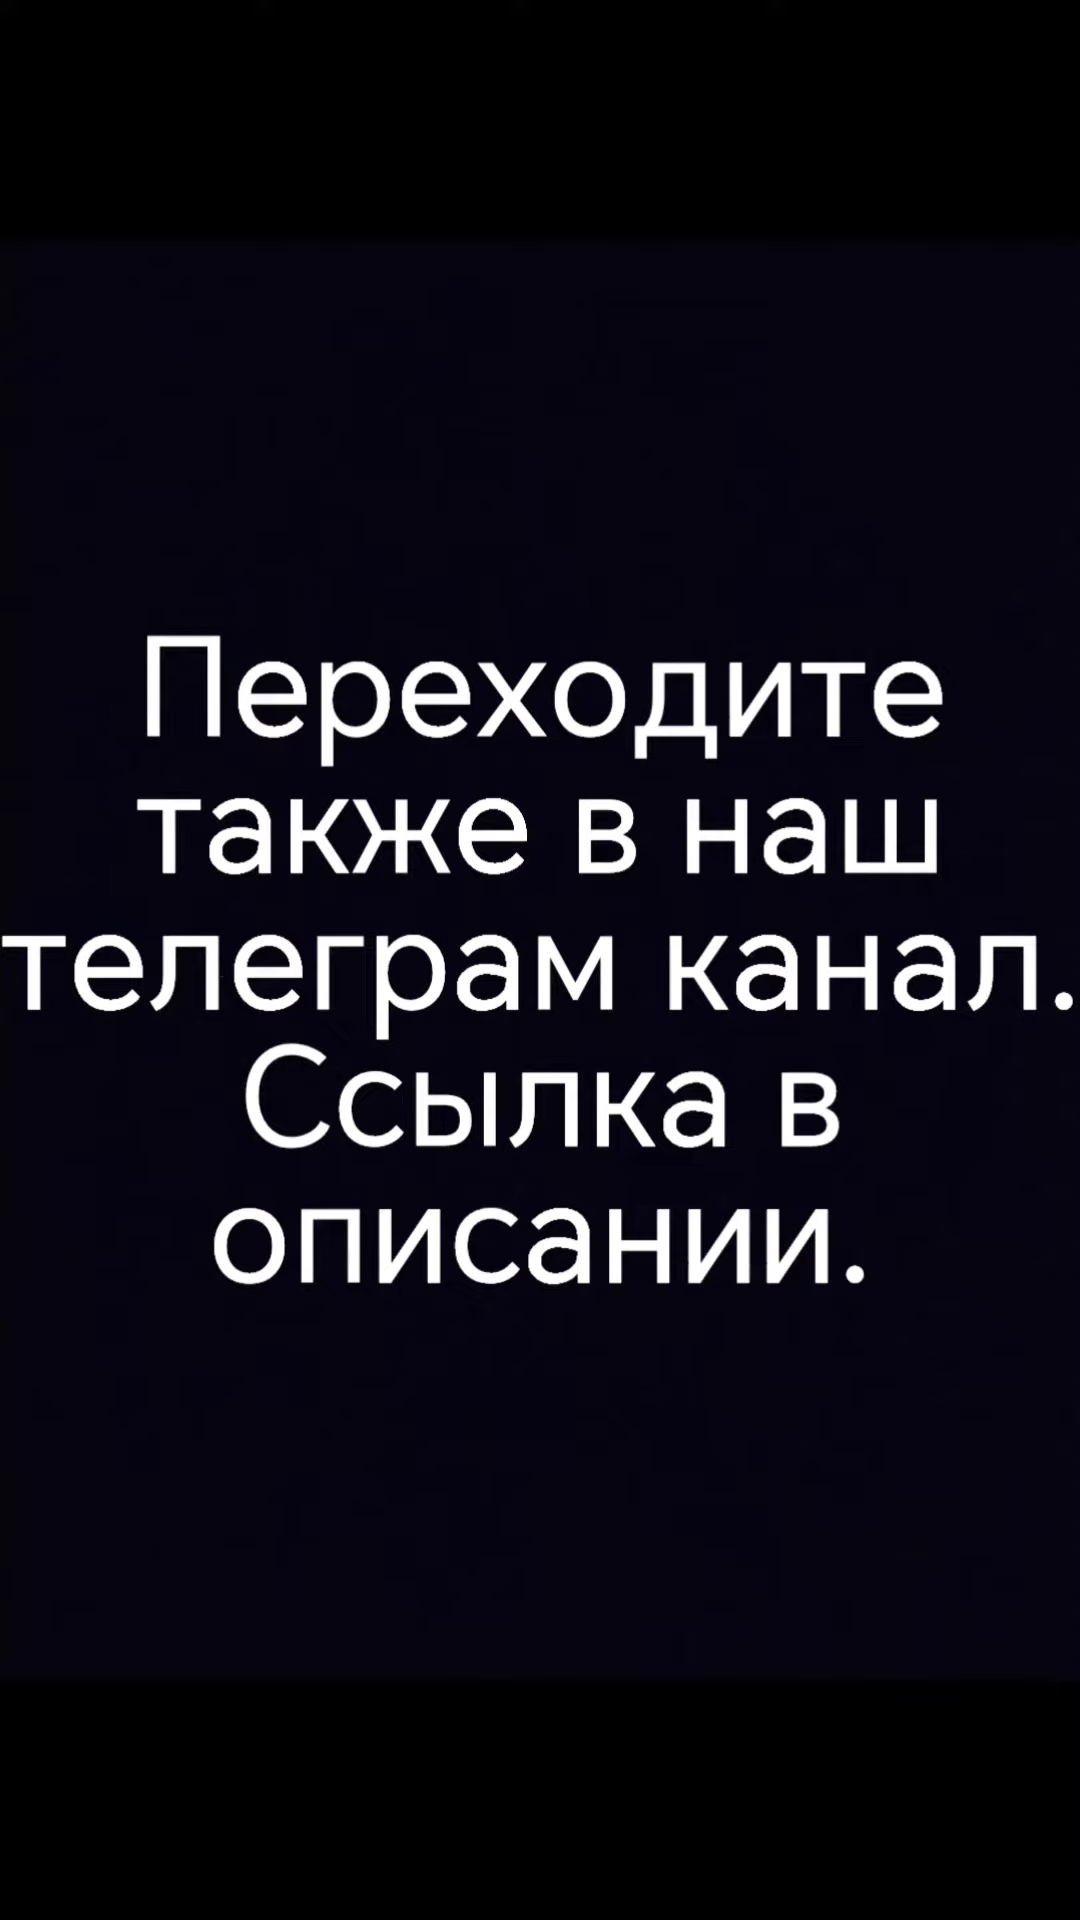 Переходите
также в наш
телеграм канал.
Ссылка в
описании.